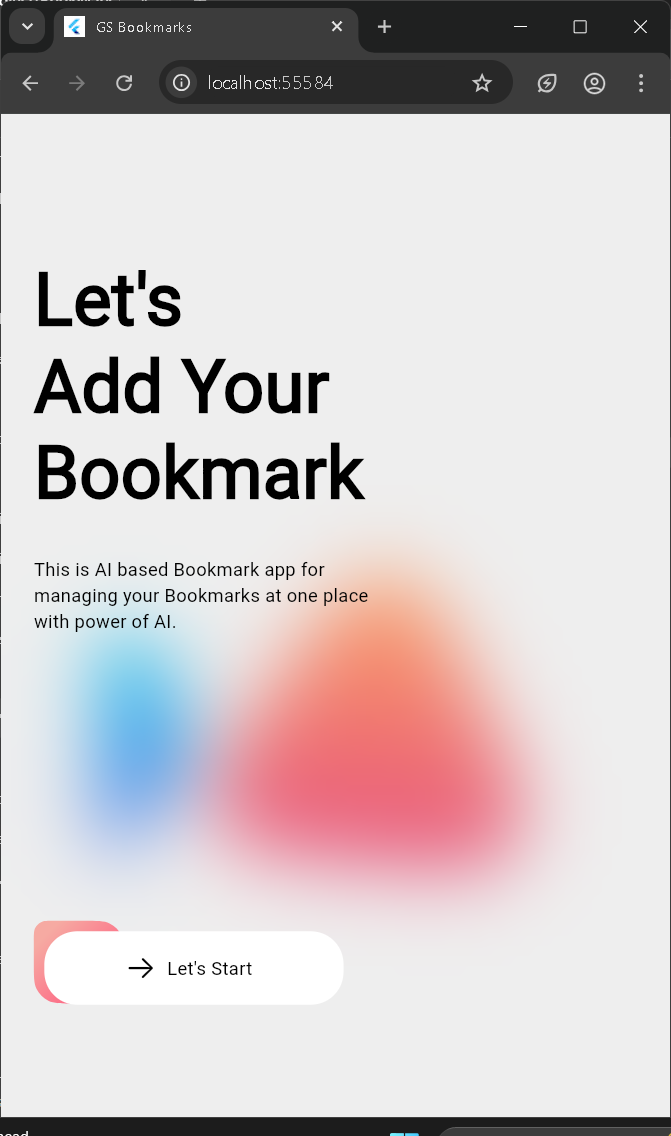 GS Bookmarks
localhost:55584
Let's
Add Your
Bookmark
This is AI based Bookmark app for
managing your Bookmarks at one place
with power of AI.
Let's Start